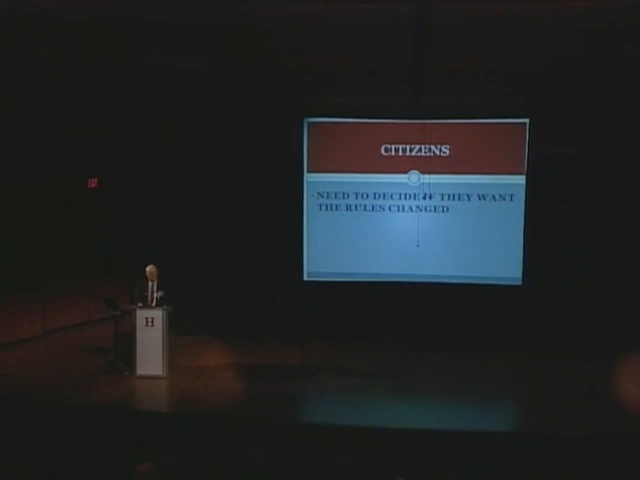 CITIZENS
NEED TO DECIDE IF THEY WANT
THE RULES CHANGED
H